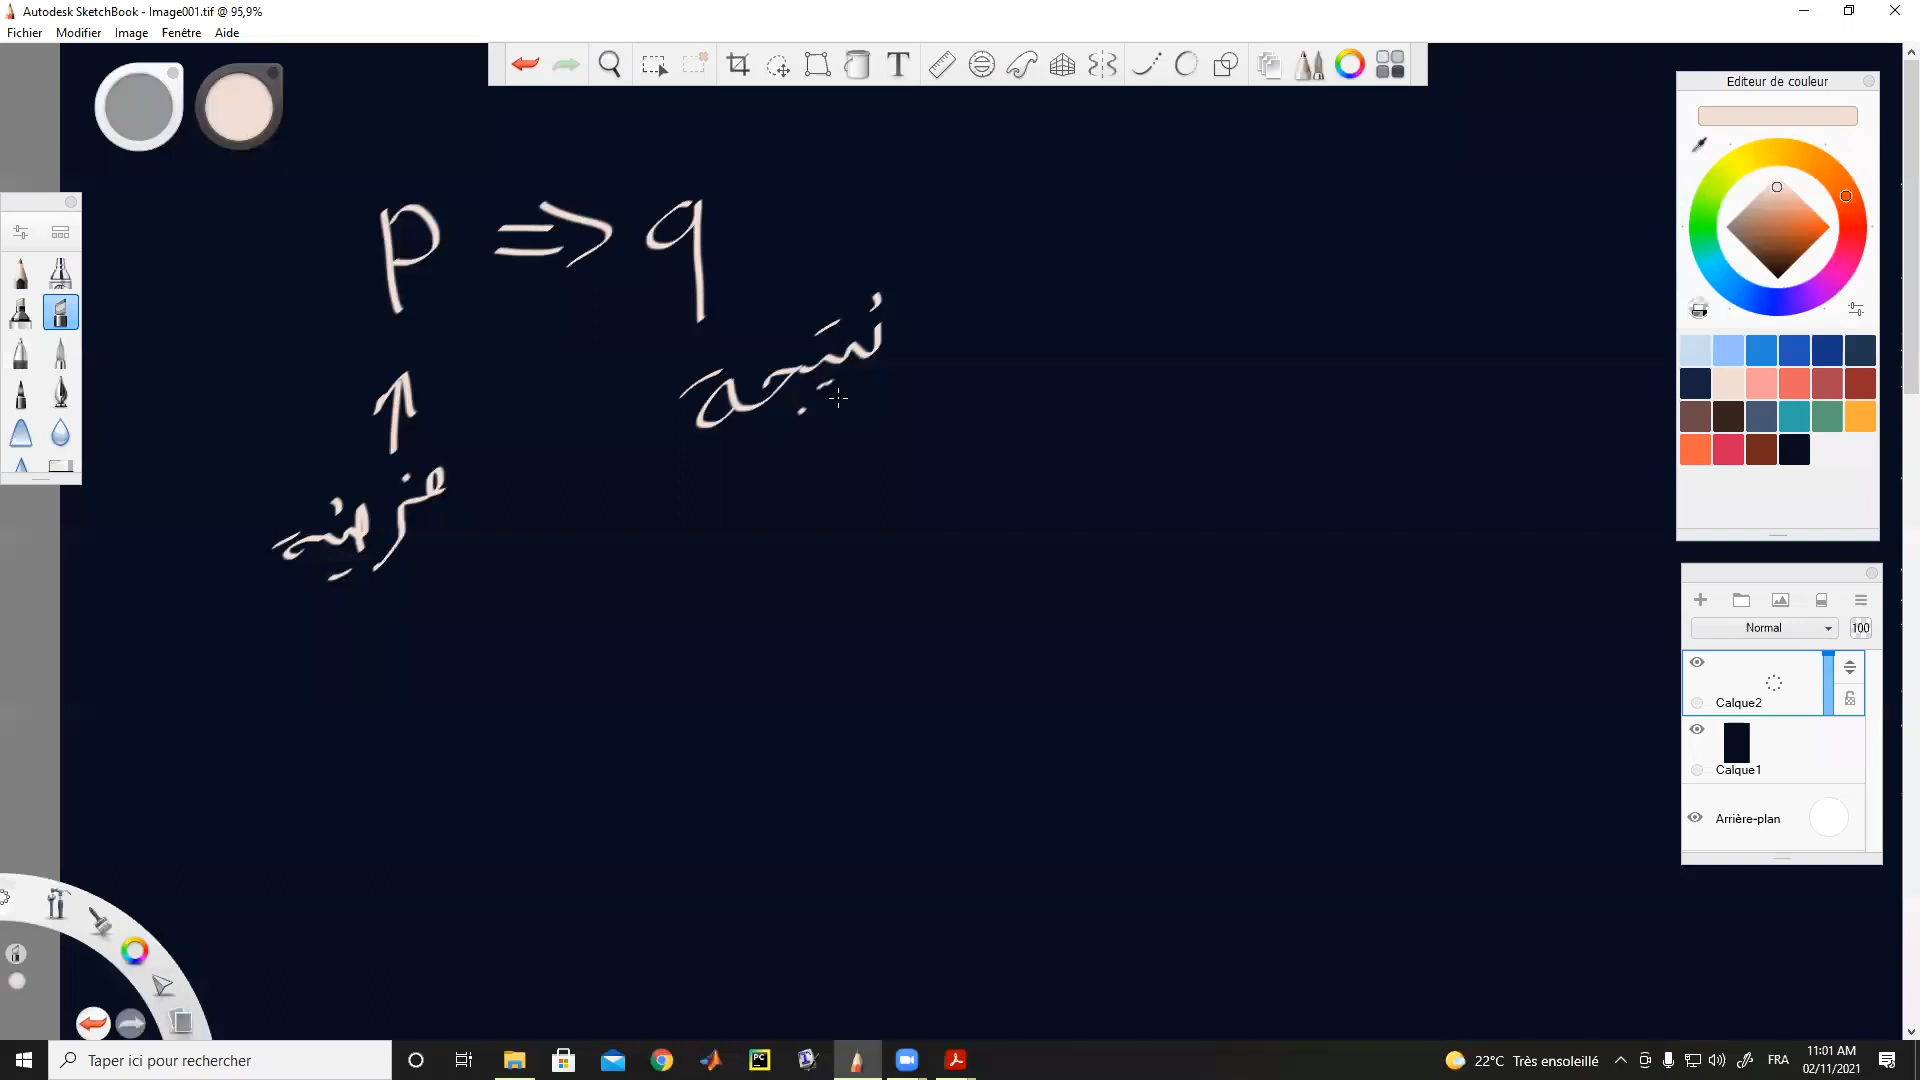 Autodesk SketchBook - Image001.tif @ 95,9%
Fichier Modifier Image Fenêtre Aide
Editeur de couleur
p => q
نتيجة
فرضية
Normal 100
Calque2
Calque1
Arrière-plan
Taper ici pour rechercher
PC
22°C Très ensoleillé
FRA
11:01 AM
02/11/2021